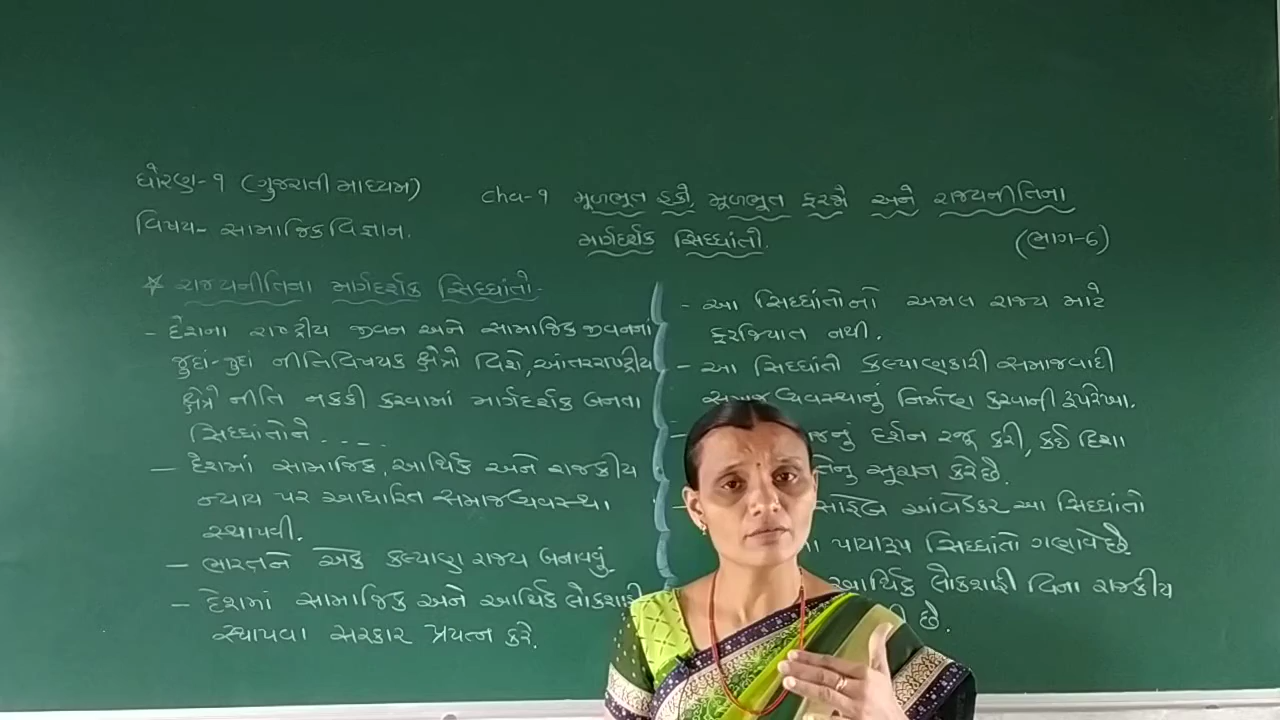 ધોરણ-૧ (ગુજરાતી માધ્યમ)
વિષય- સામાજિક વિજ્ઞાન.
cha-૧ મૂળભૂત હકો, મૂળભૂત ફરજો અને રાજ્યનીતિના
માર્ગદર્શક સિદ્ધાંતો.
(ભાગ-6)
☆ રાજ્યનીતિના માર્ગદર્શક સિદ્ધાંતો-
- દેશના રાષ્ટ્રીય જીવન અને સામાજિક જીવનનાં
જુદાં-જુદાં નીતિવિષયક ક્ષેત્રો વિશે, આંતરરાષ્ટ્રીય
ક્ષેત્રે નીતિ નક્કી કરવામાં માર્ગદર્શક બનતા
સિદ્ધાંતોને ....
- દેશમાં સામાજિક, આર્થિક અને રાજકીય
ન્યાય પર આધારિત સમાજવ્યવસ્થા
સ્થાપવી.
- ભારતને એક કલ્યાણ રાજ્ય બનાવવું
- દેશમાં સામાજિક અને આર્થિક લોકશાહી
સ્થાપવા સરકાર પ્રયત્ન કરે.
- આ સિદ્ધાંતોનો અમલ રાજ્ય માટે
ફરજિયાત નથી.
- આ સિદ્ધાંતો કલ્યાણકારી સમાજવાદી
સમાજવ્યવસ્થાનું નિર્માણ કરવાની રૂપરેખા.
દર્શન રજૂ કરી, કઈ દિશા
સૂચન કરે છે.
સાહેબ આંબેડકર આ સિદ્ધાંતો
પાયારૂપ સિદ્ધાંતો ગણાવે છે
આર્થિક લોકશાહી વિના રાજકીય
છે.